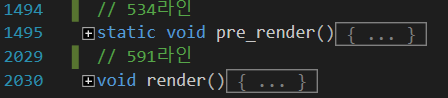 1494 // 534라인
1495 static void pre_render() { ... }
2029 // 591라인
2030 void render() { ... }